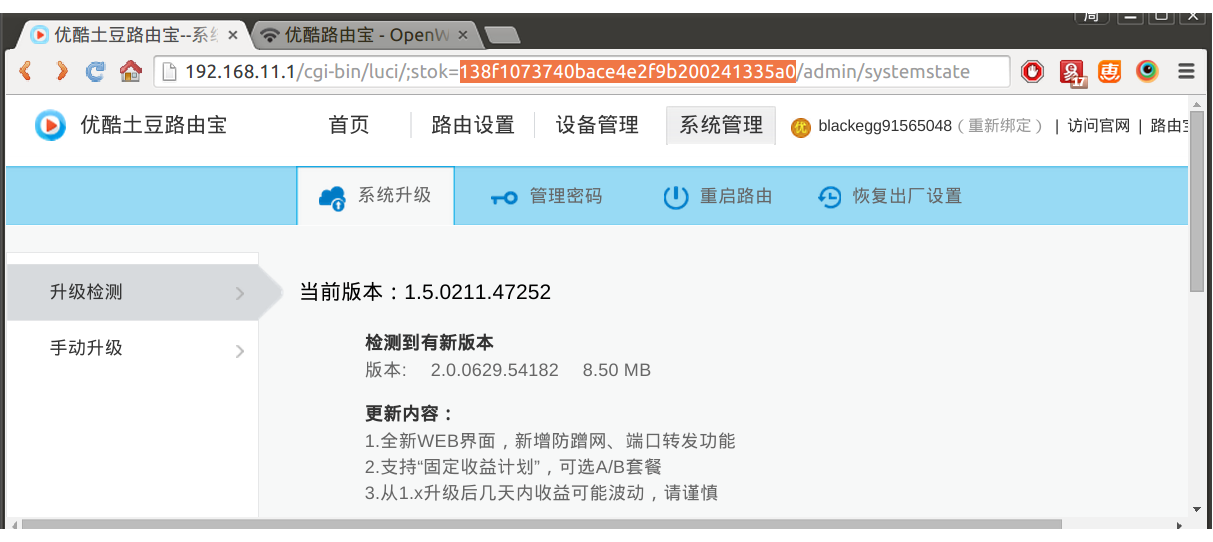 优酷土豆路由宝--系统
优酷路由宝 - OpenW
192.168.11.1/cgi-bin/luci/;stok=138f1073740bace4e2f9b200241335a0/admin/systemstate
17
惠
优酷土豆路由宝 首页 路由设置 设备管理 系统管理 优 blackegg91565048（重新绑定） | 访问官网 | 路由
系统升级 管理密码 重启路由 恢复出厂设置
升级检测
手动升级
当前版本：1.5.0211.47252
检测到有新版本
版本: 2.0.0629.54182 8.50 MB
更新内容：
1.全新WEB界面，新增防蹭网、端口转发功能
2.支持“固定收益计划”，可选A/B套餐
3.从1.x升级后几天内收益可能波动，请谨慎